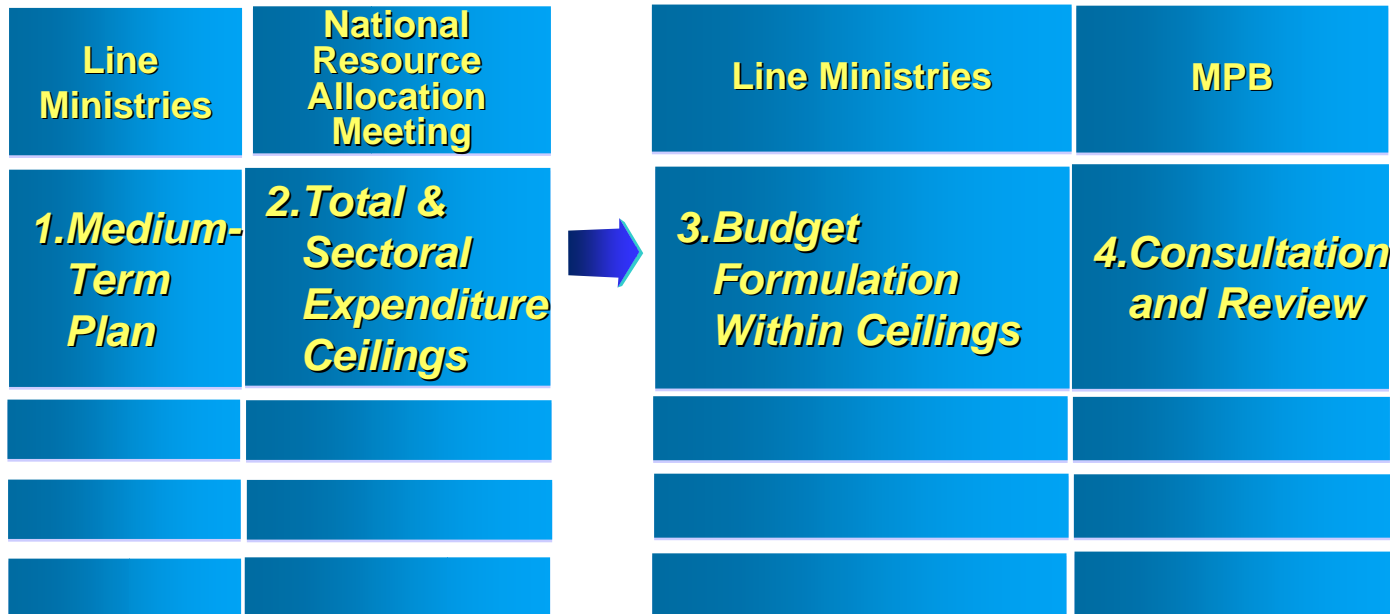 Line
Ministries
National
Resource
Allocation
Meeting
Line Ministries
MPB
1.Medium-
Term
Plan
2.Total &
Sectoral
Expenditure
Ceilings
3.Budget
Formulation
Within Ceilings
4.Consultation
and Review